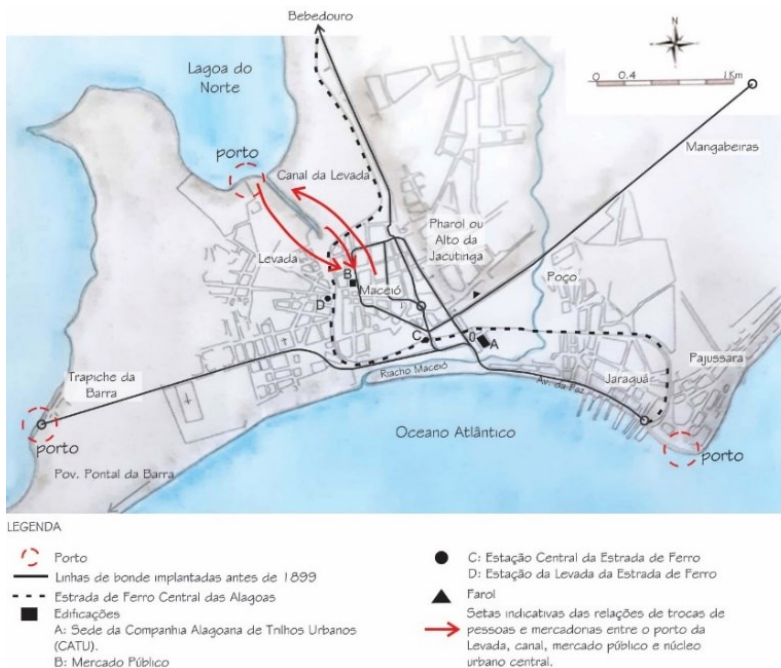 Bebedouro
N
Lagoa do
Norte
0 0.4 1Km
porto
Canal da Levada
Mangabeiras
Pharol ou
Alto da
Jacutinga
Levada
B
Maceió
Poço
D
C
A
Pajussara
Trapiche da
Barra
Riacho Maceió
Av. da Paz
Jaraguá
porto
Oceano Atlântico
porto
Pov. Pontal da Barra
LEGENDA
Porto
Linhas de bonde implantadas antes de 1899
Estrada de Ferro Central das Alagoas
Edificações
A: Sede da Companhia Alagoana de Trilhos Urbanos
(CATU).
B: Mercado Público
C: Estação Central da Estrada de Ferro
D: Estação da Levada da Estrada de Ferro
Farol
Setas indicativas das relações de trocas de
pessoas e mercadorias entre o porto da
Levada, canal, mercado público e núcleo
urbano central.